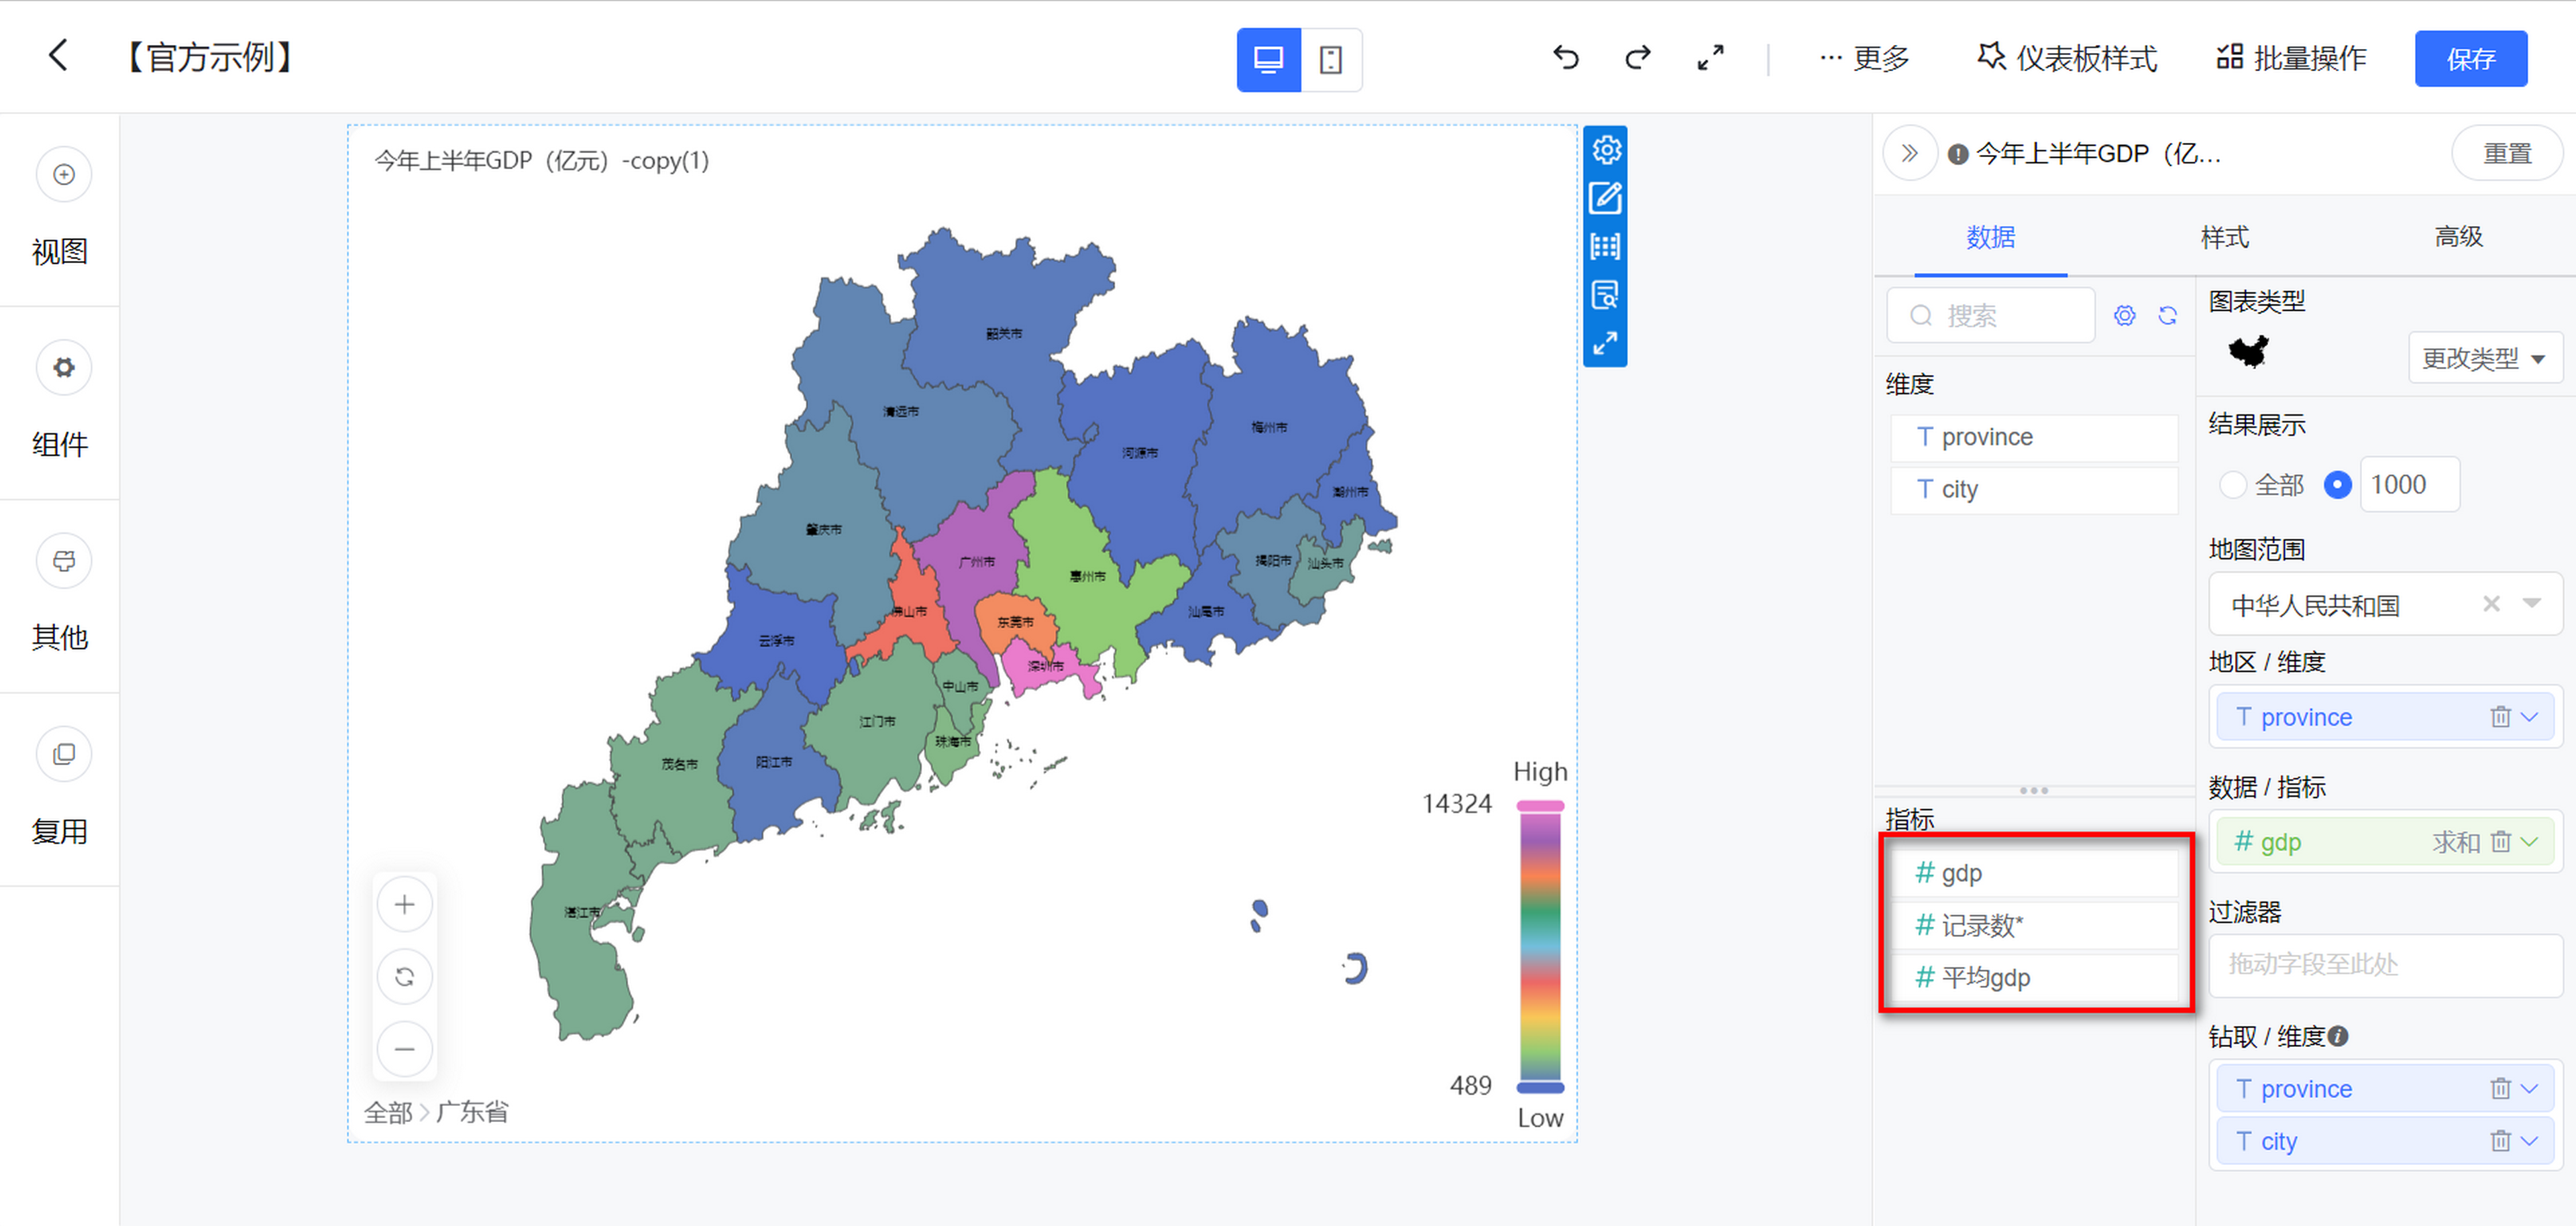 【官方示例】
··· 更多
仪表板样式
批量操作
保存
视图
组件
其他
复用
今年上半年GDP（亿元）-copy(1)
韶关市
清远市
梅州市
河源市
潮州市
肇庆市
广州市
揭阳市
汕头市
惠州市
佛山市
东莞市
汕尾市
云浮市
深圳市
中山市
江门市
珠海市
阳江市
茂名市
湛江市
High
14324
489
Low
全部 > 广东省
今年上半年GDP（亿...
重置
数据
样式
高级
搜索
维度
T province
T city
指标
# gdp
# 记录数*
# 平均gdp
图表类型
更改类型
结果展示
全部
1000
地图范围
中华人民共和国
地区 / 维度
T province
数据 / 指标
# gdp 求和
过滤器
拖动字段至此处
钻取 / 维度
T province
T city